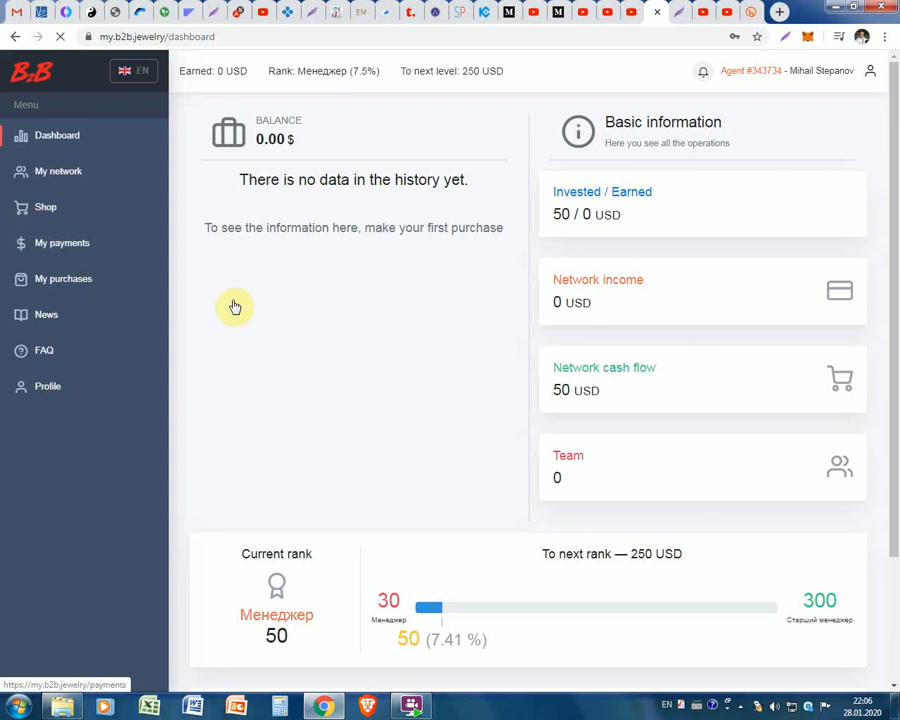 my.b2b.jewelry/dashboard
B2B
EN
Earned: 0 USD
Rank: Менеджер (7.5%)
To next level: 250 USD
Agent #343734 - Mihail Stepanov
Menu
Dashboard
My network
Shop
My payments
My purchases
News
FAQ
Profile
BALANCE
0.00 $
There is no data in the history yet.
To see the information here, make your first purchase
Basic information
Here you see all the operations
Invested / Earned
50 / 0 USD
Network income
0 USD
Network cash flow
50 USD
Team
0
Current rank
Менеджер
50
To next rank — 250 USD
30
Менеджер
300
Старший менеджер
50 (7.41 %)
https://my.b2b.jewelry/payments
EN
22:06
28.01.2020